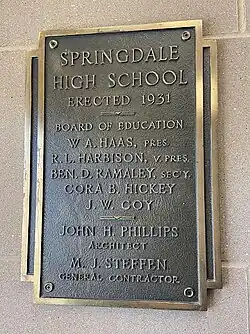 SPRINGDALE
HIGH SCHOOL
ERECTED 1931
BOARD OF EDUCATION
W. A. HAAS, PRES.
R. L. HARBISON, V. PRES.
BEN. D. RAMALEY, SEC'Y.
CORA B. HICKEY
J. W. COY
JOHN H. PHILLIPS
ARCHITECT
M. J. STEFFEN
GENERAL CONTRACTOR